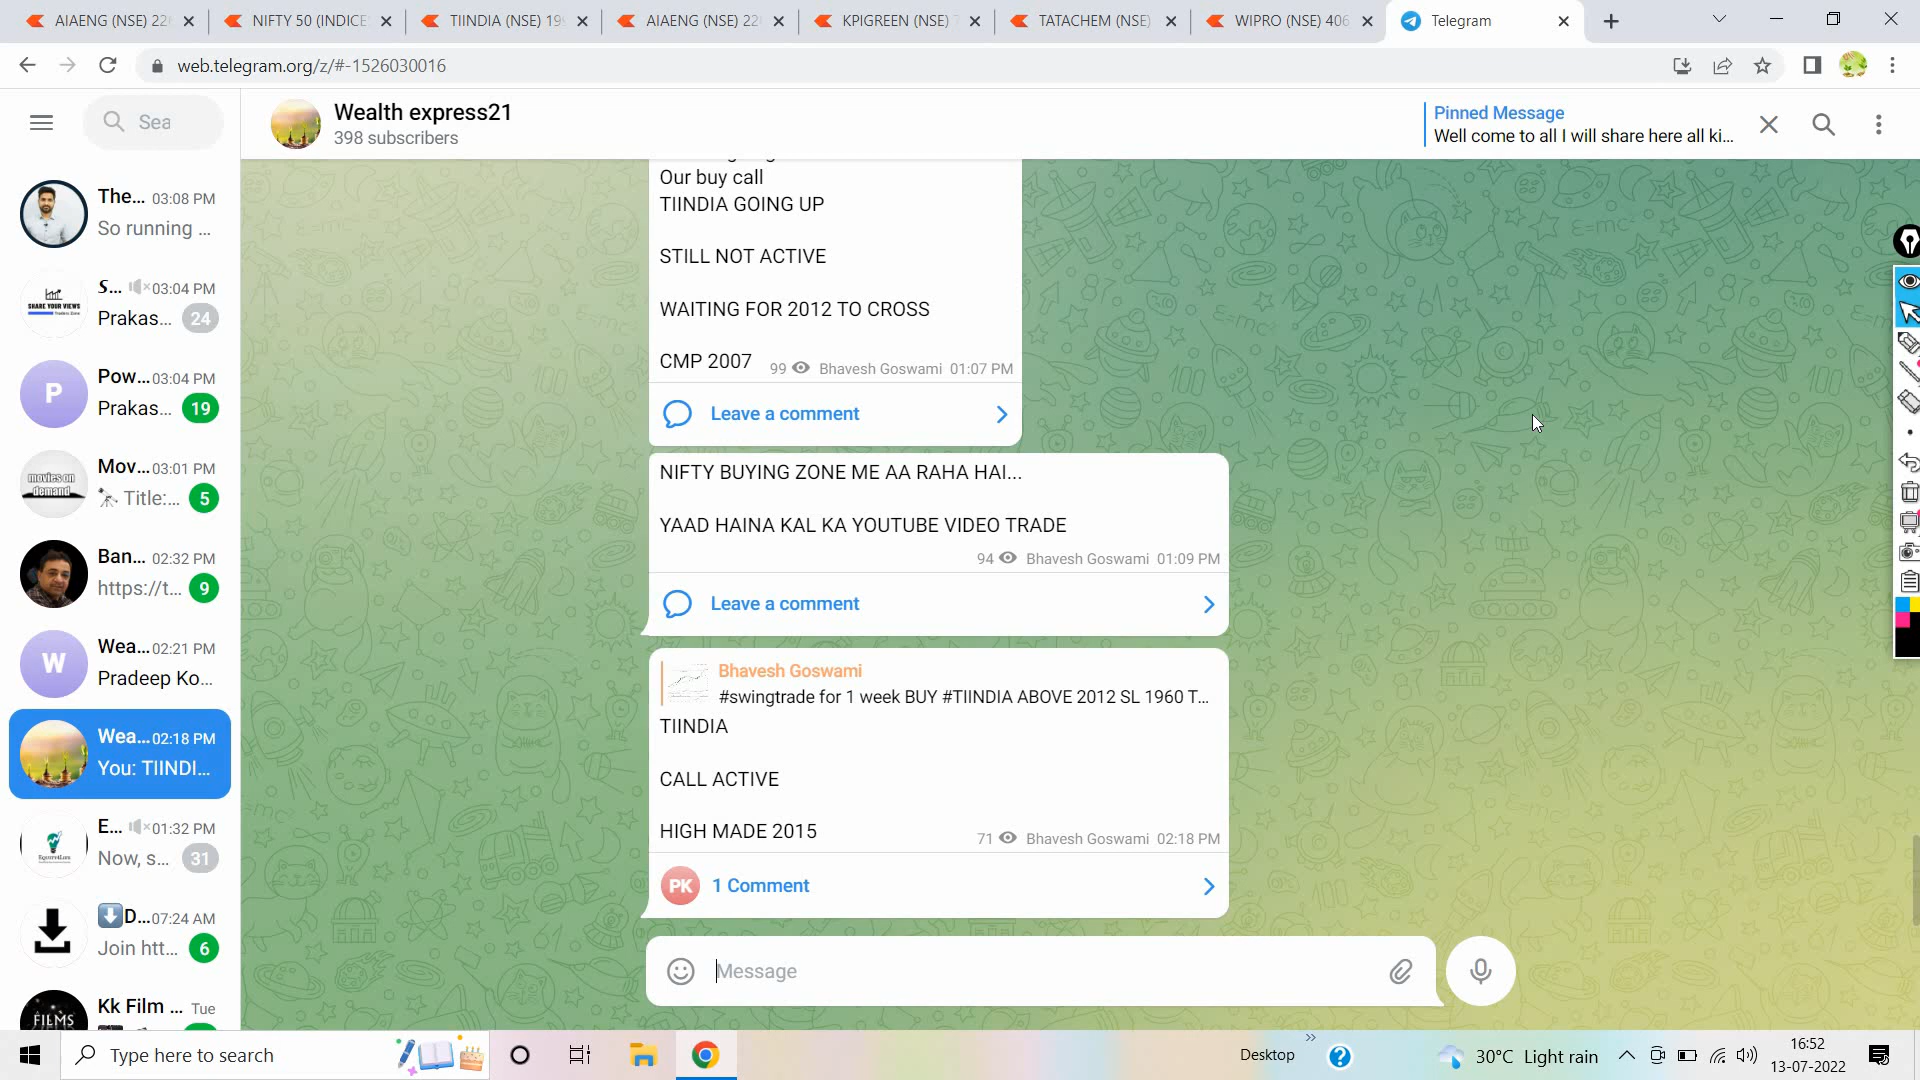 AIAENG (NSE) 22
NIFTY 50 (INDICE
TIINDIA (NSE) 19
AIAENG (NSE) 22
KPIGREEN (NSE)
TATACHEM (NSE)
WIPRO (NSE) 406
Telegram
web.telegram.org/z/#-1526030016
Sea
Wealth express21
398 subscribers
Pinned Message
Well come to all I will share here all ki...
The... 03:08 PM
So running ...
S... 03:04 PM
SHARE YOUR VIEWS
Prakas... 24
P
Pow... 03:04 PM
Prakas... 19
Mov... 03:01 PM
movies on
demand
Title:... 5
Ban... 02:32 PM
https://t... 9
W
Wea... 02:21 PM
Pradeep Ko...
Wea... 02:18 PM
You: TIINDI...
E... 01:32 PM
Now, s... 31
D... 07:24 AM
Join htt... 6
Kk Film ... Tue
FILMS
Our buy call
TIINDIA GOING UP
STILL NOT ACTIVE
WAITING FOR 2012 TO CROSS
CMP 2007 99 Bhavesh Goswami 01:07 PM
Leave a comment
NIFTY BUYING ZONE ME AA RAHA HAI...
YAAD HAINA KAL KA YOUTUBE VIDEO TRADE
94 Bhavesh Goswami 01:09 PM
Leave a comment
Bhavesh Goswami
#swingtrade for 1 week BUY #TIINDIA ABOVE 2012 SL 1960 T...
TIINDIA
CALL ACTIVE
HIGH MADE 2015 71 Bhavesh Goswami 02:18 PM
PK 1 Comment
Message
Type here to search
Desktop
30°C Light rain
16:52
13-07-2022